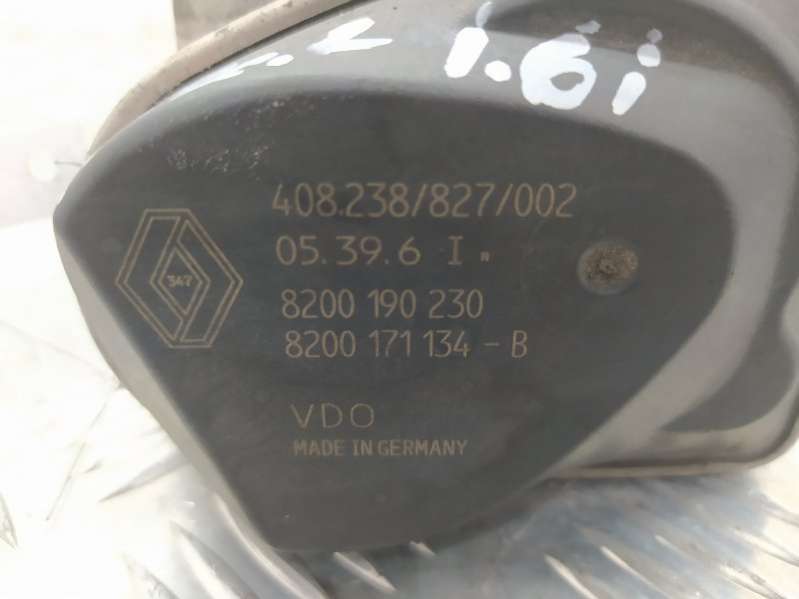 1.6i
408.238/827/002
05.39.6 I.
347
8200 190 230
8200 171 134 - B
VDO
MADE IN GERMANY